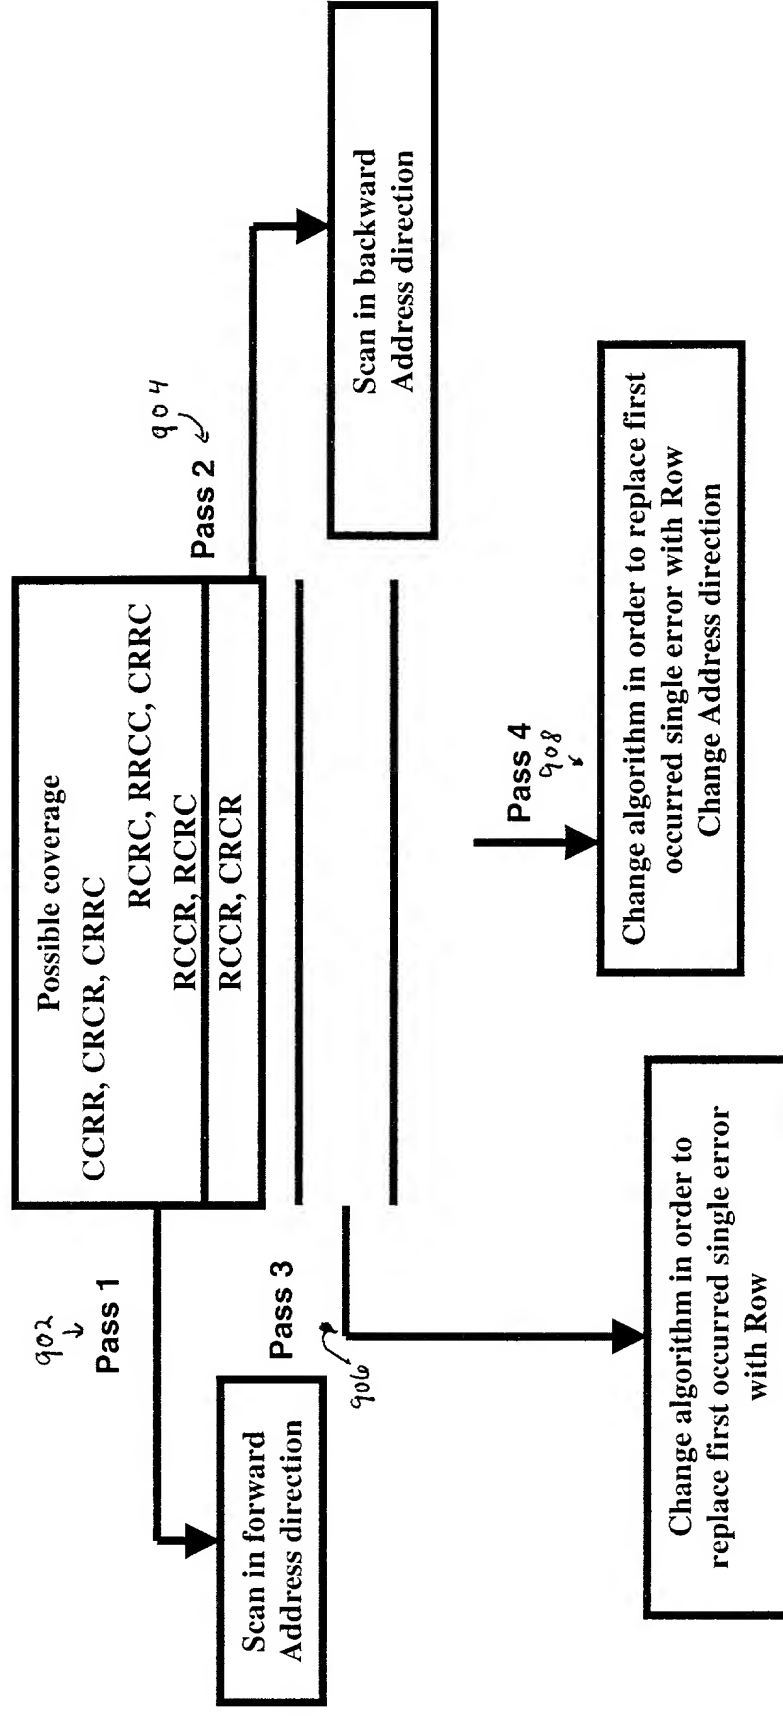 Possible coverage
CCRR, CRCR, CRRC
RCRC, RRCC, CRRC
RCCR, RCRC
RCCR, CRCR
902
Pass 1
Scan in forward
Address direction
904
Pass 2
Scan in backward
Address direction
Pass 3
906
Change algorithm in order to
replace first occurred single error
with Row
Pass 4
908
Change algorithm in order to replace first
occurred single error with Row
Change Address direction